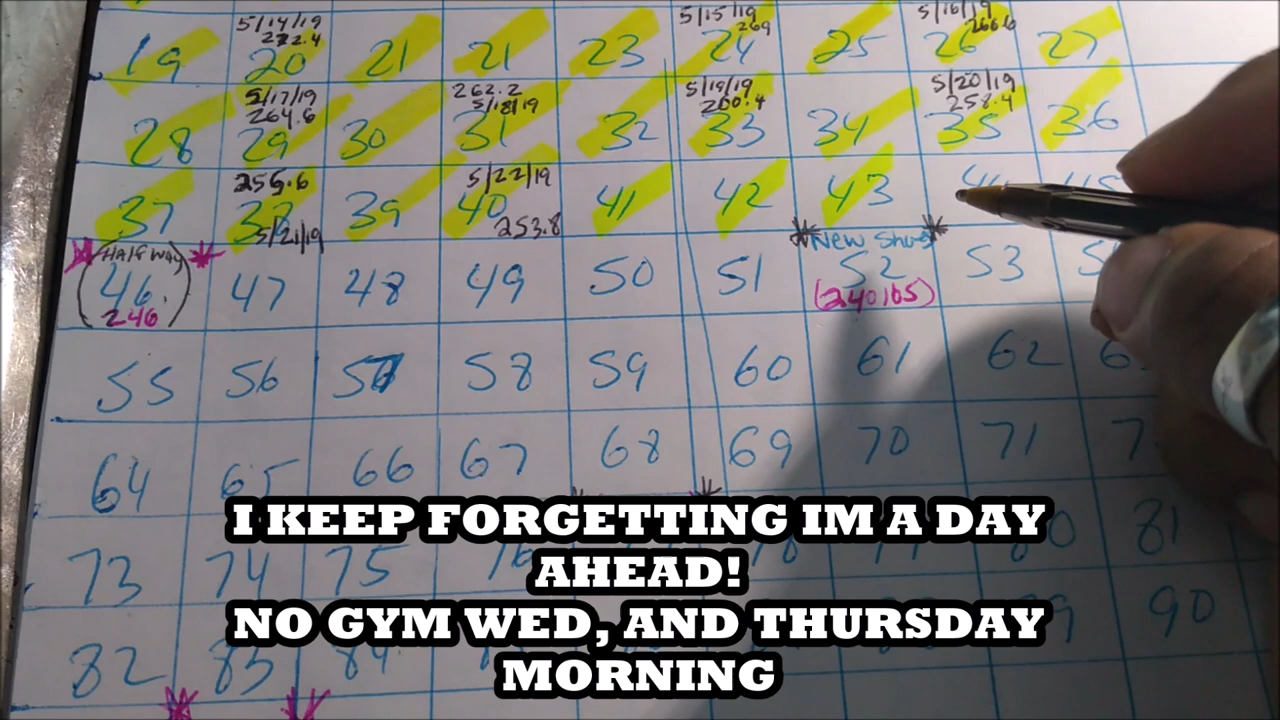 5/14/19 5/15/19 5/16/19
272.4 269 266.6
19 20 21 21 23 24 25 26 27
5/17/19 262.2 5/19/19 5/20/19
264.6 5/18/19 260.4 258.4
28 29 30 31 32 33 34 35 36
256.6 5/22/19
37 38 39 40 41 42 43
5/21/19 253.8
HALF WAY New Shoes
46 47 48 49 50 51 52 53
246 (240165)
55 56 57 58 59 60 61 62
64 65 66 67 68 69 70 71
73 74 75 76 78 81
82 83 84 90
I KEEP FORGETTING IM A DAY
AHEAD!
NO GYM WED, AND THURSDAY
MORNING